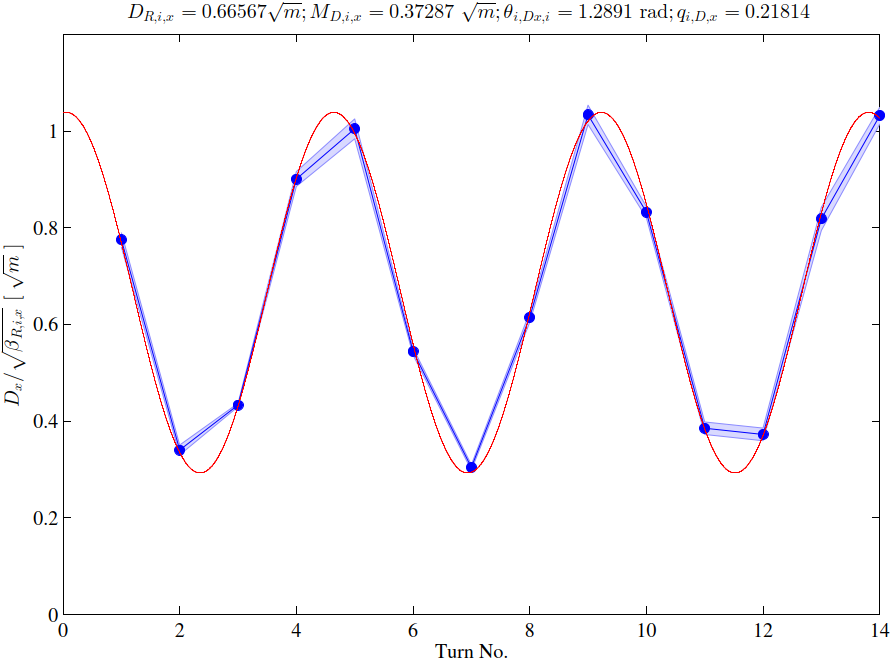 D_{R,i,x} = 0.66567√m; M_{D,i,x} = 0.37287 √m; θ_{i,Dx,i} = 1.2891 rad; q_{i,D,x} = 0.21814
D_x/√β_{R,i,x} [ √m ]
1
0.8
0.6
0.4
0.2
0
0 2 4 6 8 10 12 14
Turn No.